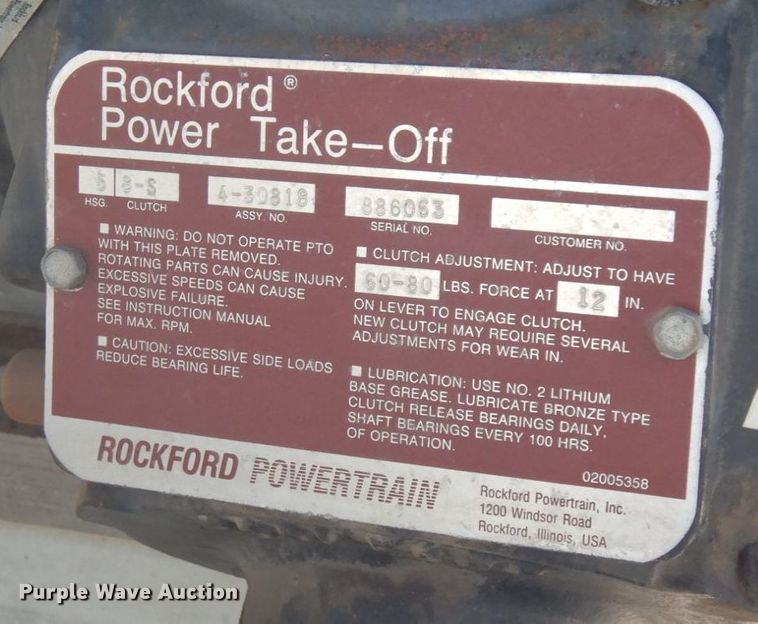 Rockford®
Power Take-Off
8-S
4-30818
886053
HSG. CLUTCH
ASSY. NO.
SERIAL NO.
CUSTOMER NO.
■ WARNING: DO NOT OPERATE PTO
WITH THIS PLATE REMOVED.
ROTATING PARTS CAN CAUSE INJURY.
EXCESSIVE SPEEDS CAN CAUSE
EXPLOSIVE FAILURE.
SEE INSTRUCTION MANUAL
FOR MAX. RPM.
■ CAUTION: EXCESSIVE SIDE LOADS
REDUCE BEARING LIFE.
■ CLUTCH ADJUSTMENT: ADJUST TO HAVE
60-80 LBS. FORCE AT 12 IN.
ON LEVER TO ENGAGE CLUTCH.
NEW CLUTCH MAY REQUIRE SEVERAL
ADJUSTMENTS FOR WEAR IN.
■ LUBRICATION: USE NO. 2 LITHIUM
BASE GREASE. LUBRICATE BRONZE TYPE
CLUTCH RELEASE BEARINGS DAILY,
SHAFT BEARINGS EVERY 100 HRS.
OF OPERATION.
02005358
ROCKFORD POWERTRAIN
Rockford Powertrain, Inc.
1200 Windsor Road
Rockford, Illinois, USA
Purple Wave Auction